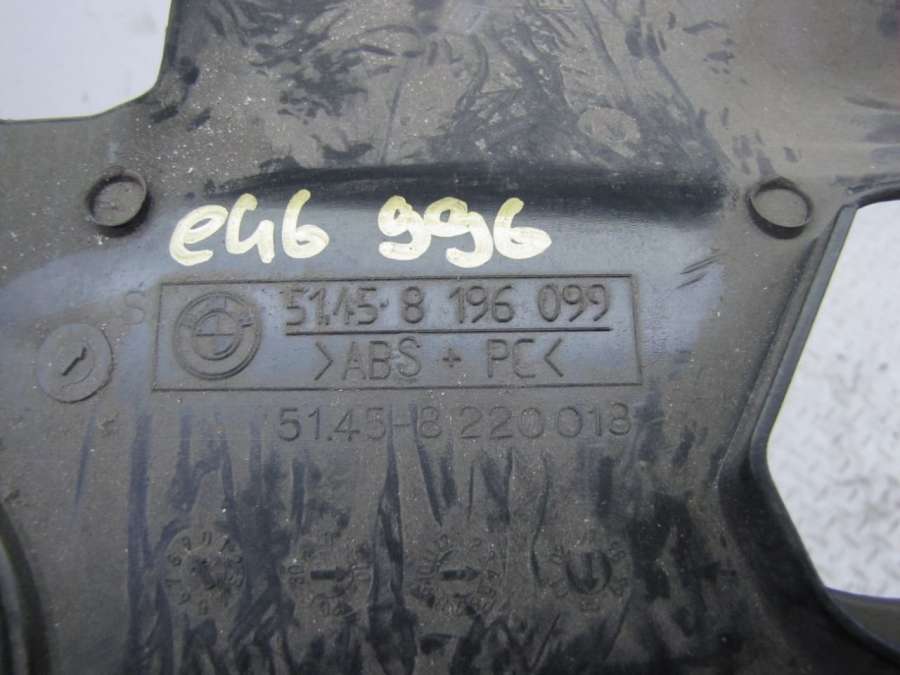 e46 996
S
51.45-8 196 099
>ABS + PC<
51.45-8 220 018